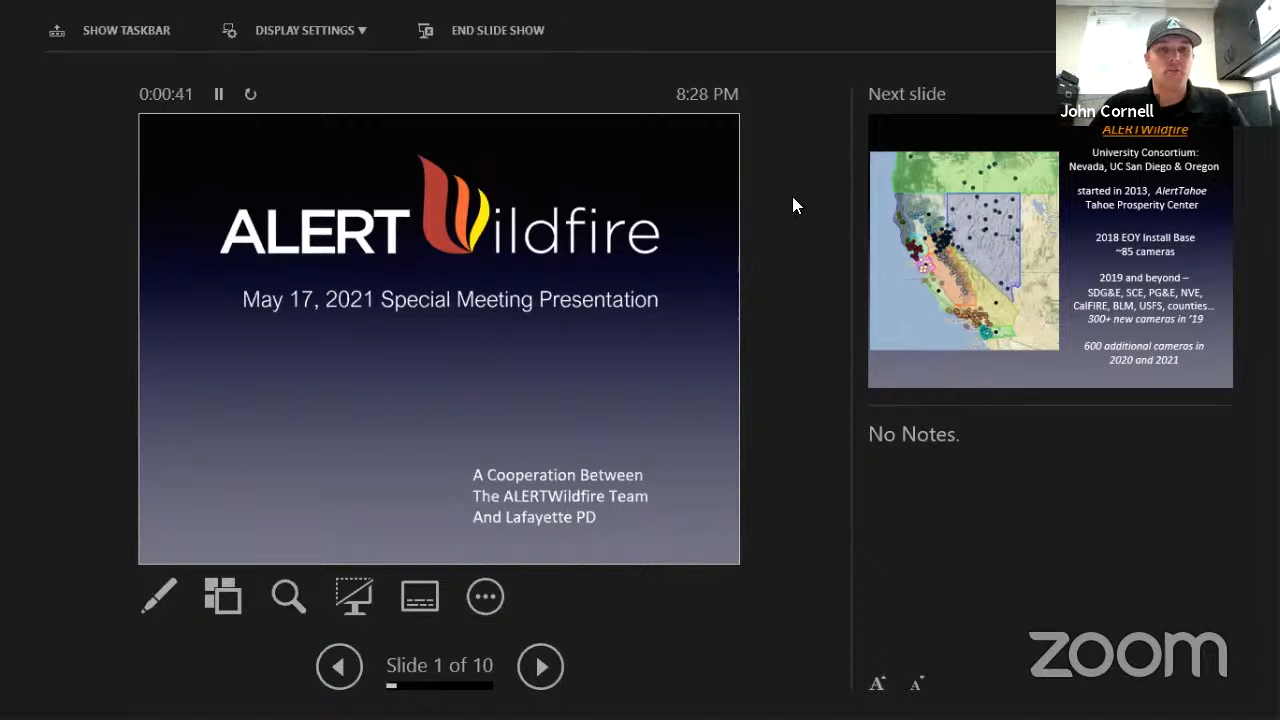 SHOW TASKBAR
DISPLAY SETTINGS ▼
END SLIDE SHOW
0:00:41
8:28 PM
ALERTWildfire
May 17, 2021 Special Meeting Presentation
A Cooperation Between
The ALERTWildfire Team
And Lafayette PD
Slide 1 of 10
Next slide
John Cornell
ALERTWildfire
University Consortium:
Nevada, UC San Diego & Oregon
started in 2013, AlertTahoe
Tahoe Prosperity Center
2018 EOY Install Base
~85 cameras
2019 and beyond –
SDG&E, SCE, PG&E, NVE,
CalFIRE, BLM, USFS, counties...
300+ new cameras in '19
600 additional cameras in
2020 and 2021
No Notes.
A A
zoom